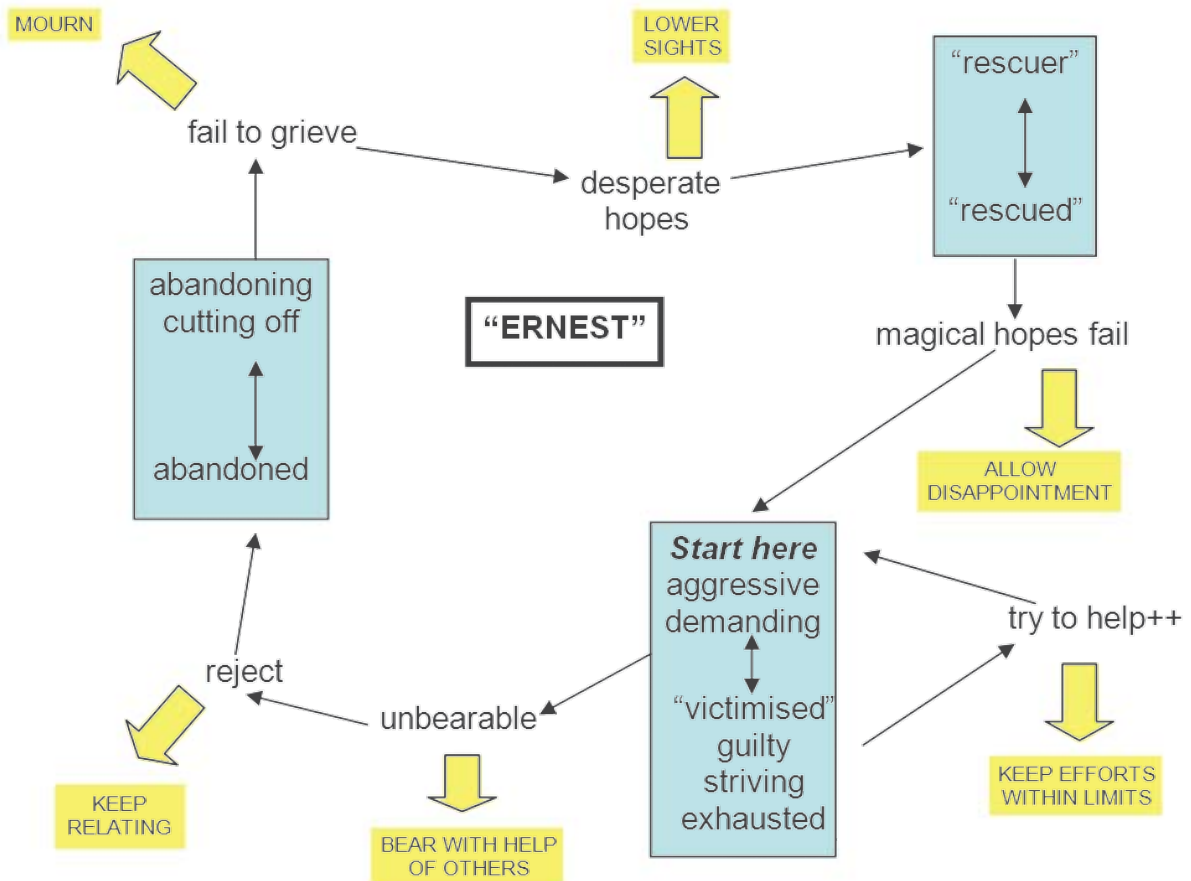 MOURN
LOWER
SIGHTS
“rescuer”
“rescued”
fail to grieve
desperate
hopes
abandoning
cutting off
abandoned
“ERNEST”
magical hopes fail
ALLOW
DISAPPOINTMENT
Start here
aggressive
demanding
“victimised”
guilty
striving
exhausted
try to help++
KEEP EFFORTS
WITHIN LIMITS
reject
unbearable
KEEP
RELATING
BEAR WITH HELP
OF OTHERS